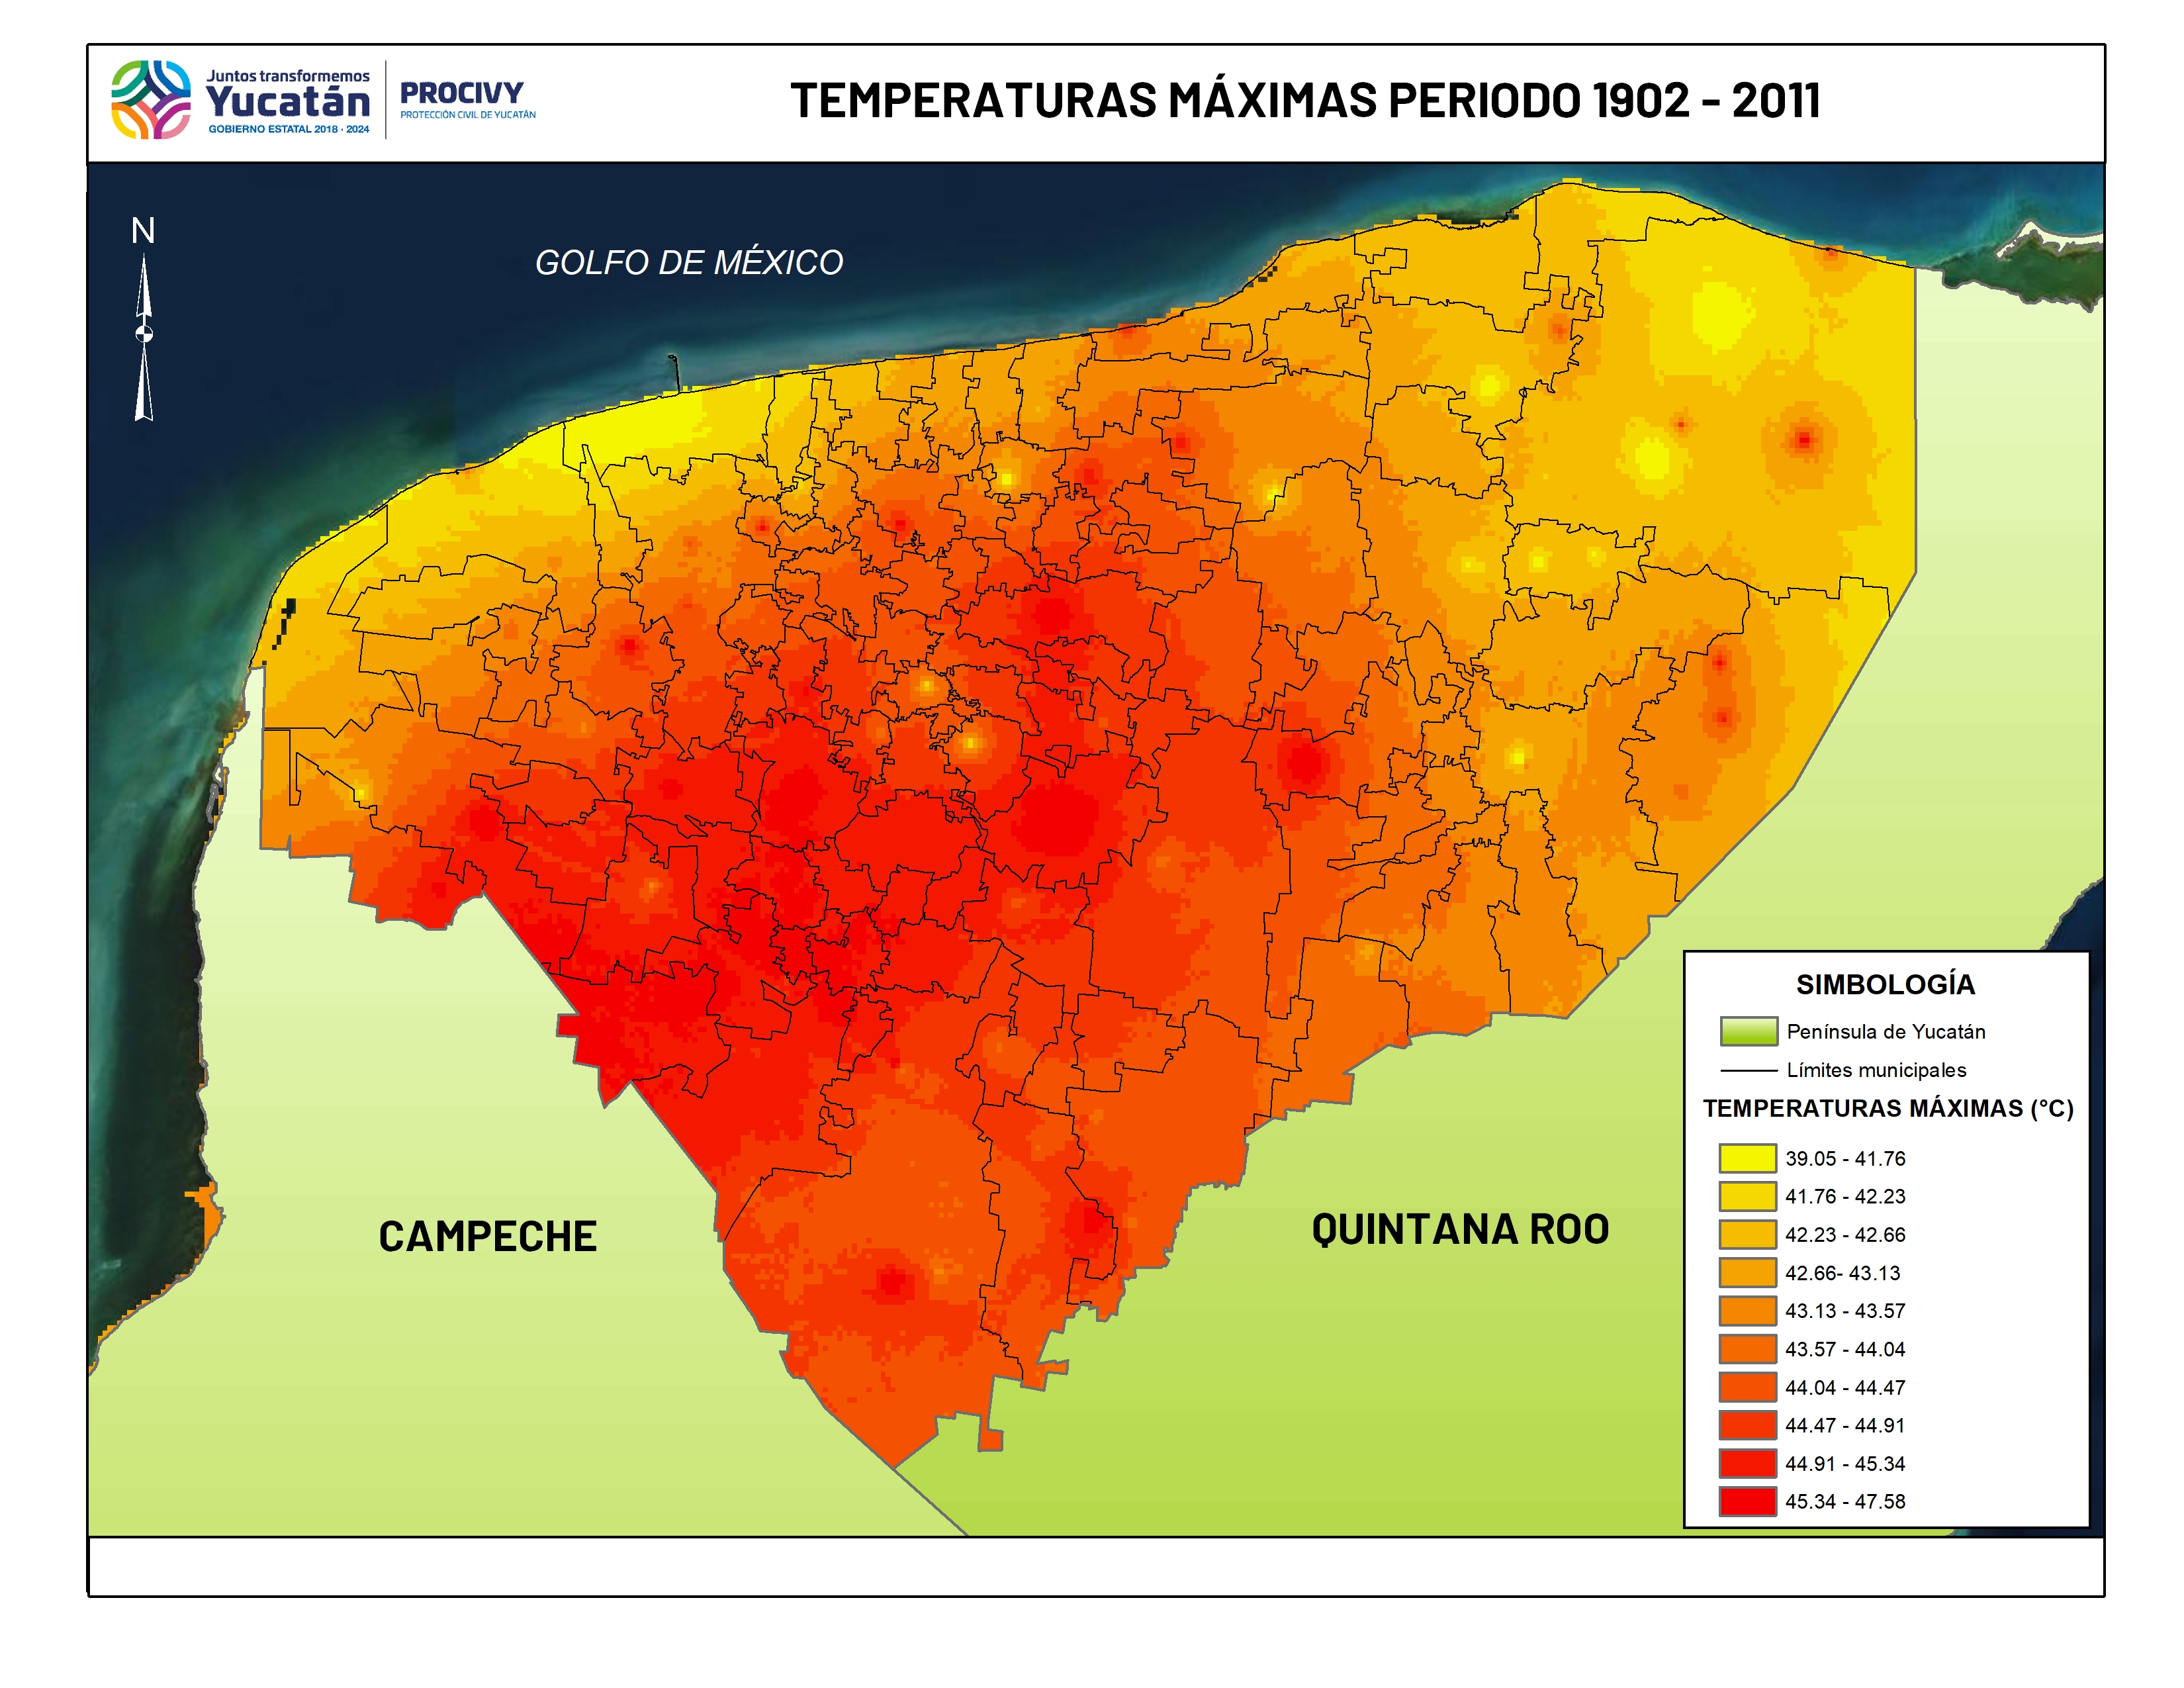 Juntos transformemos
Yucatán
GOBIERNO ESTATAL 2018 · 2024
PROCIVY
PROTECCIÓN CIVIL DE YUCATÁN
TEMPERATURAS MÁXIMAS PERIODO 1902 - 2011
N
GOLFO DE MÉXICO
CAMPECHE
QUINTANA ROO
SIMBOLOGÍA
Península de Yucatán
Límites municipales
TEMPERATURAS MÁXIMAS (°C)
39.05 - 41.76
41.76 - 42.23
42.23 - 42.66
42.66- 43.13
43.13 - 43.57
43.57 - 44.04
44.04 - 44.47
44.47 - 44.91
44.91 - 45.34
45.34 - 47.58